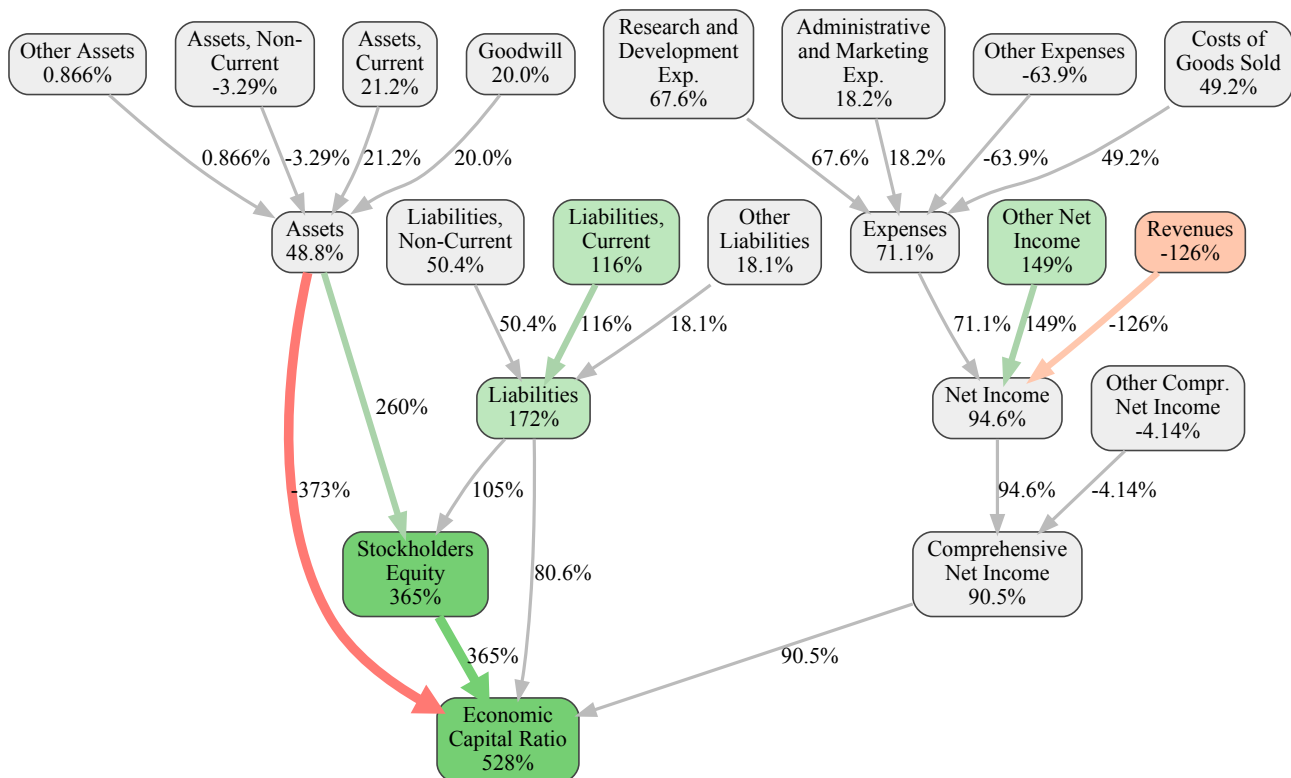 Other Assets
0.866%
Assets, Non-
Current
-3.29%
Assets,
Current
21.2%
Goodwill
20.0%
Research and
Development
Exp.
67.6%
Administrative
and Marketing
Exp.
18.2%
Other Expenses
-63.9%
Costs of
Goods Sold
49.2%
0.866%
-3.29%
21.2%
20.0%
67.6%
18.2%
-63.9%
49.2%
Assets
48.8%
Liabilities,
Non-Current
50.4%
Liabilities,
Current
116%
Other
Liabilities
18.1%
Expenses
71.1%
Other Net
Income
149%
Revenues
-126%
50.4%
116%
18.1%
71.1%
149%
-126%
260%
Liabilities
172%
Net Income
94.6%
Other Compr.
Net Income
-4.14%
-373%
105%
94.6%
-4.14%
Stockholders
Equity
365%
80.6%
Comprehensive
Net Income
90.5%
365%
90.5%
Economic
Capital Ratio
528%